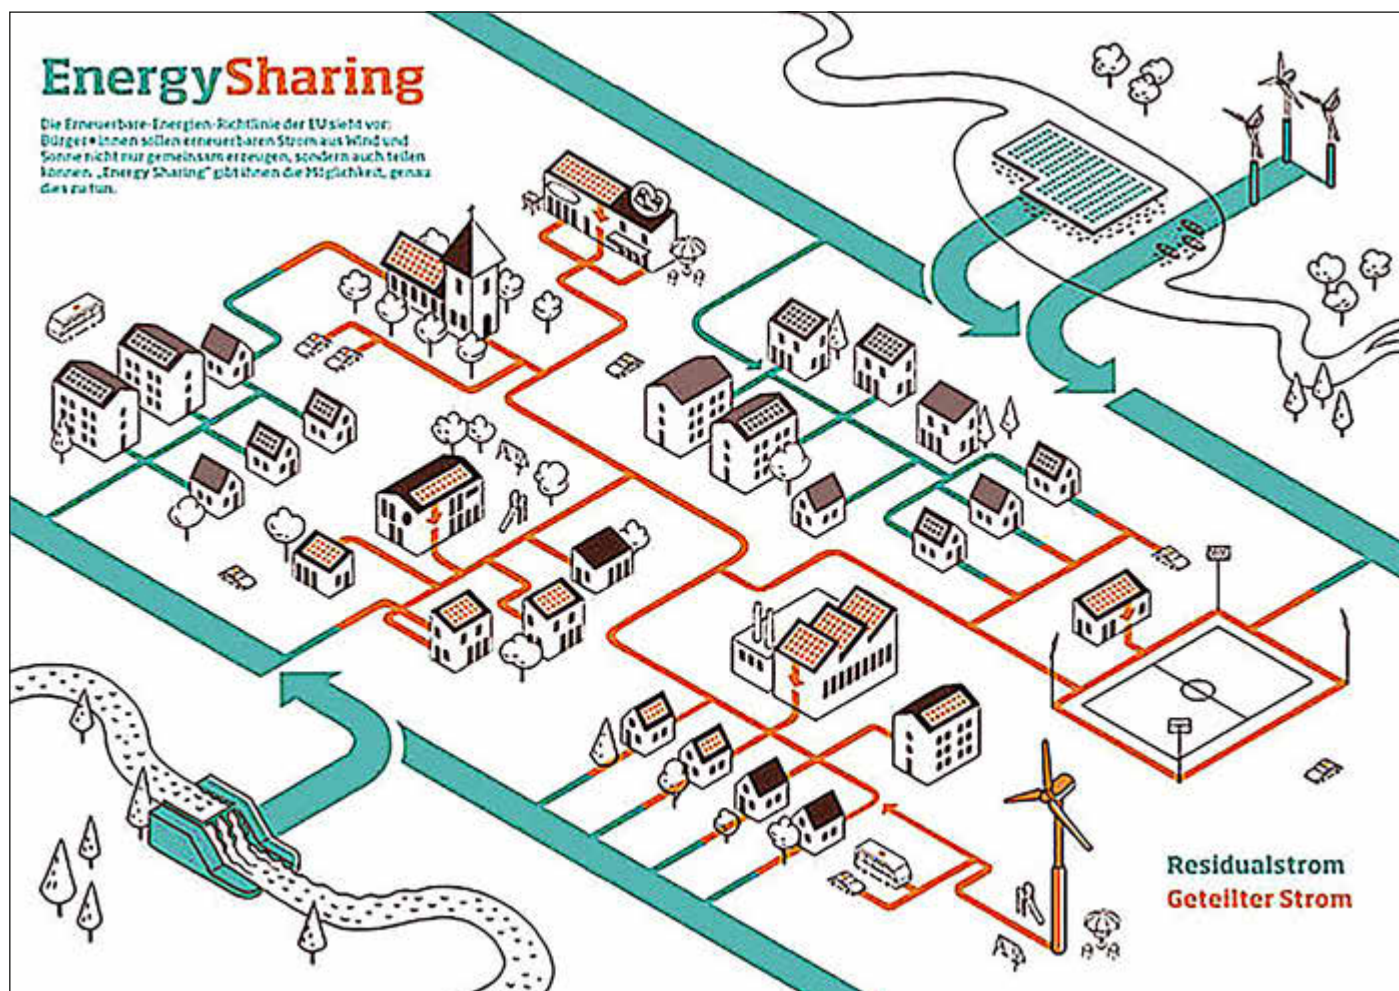 EnergySharing
Die Erneuerbare-Energien-Richtlinie der EU sieht vor:
Bürger•innen sollen erneuerbaren Strom aus Wind und
Sonne nicht nur gemeinsam erzeugen, sondern auch teilen
können. „Energy Sharing" gibt ihnen die Möglichkeit, genau
dies zu tun.
Residualstrom
Geteilter Strom